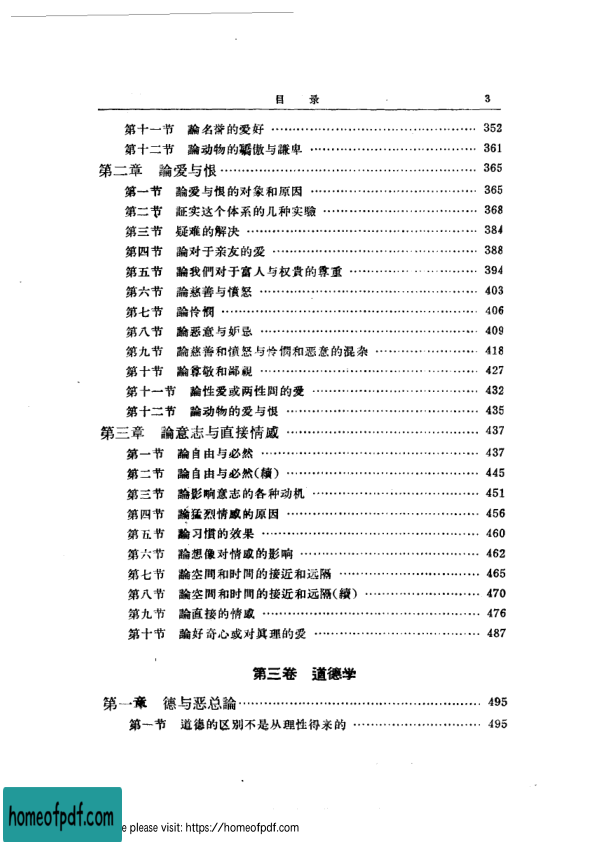 目 录 3
第十一节 論名誉的爱好 352
第十二节 論动物的驕傲与謙卑 361
第二章 論爱与恨 365
第一节 論爱与恨的对象和原因 365
第二节 証实这个体系的几种实驗 368
第三节 疑难的解决 384
第四节 論对于亲友的爱 388
第五节 論我們对于富人与权貴的尊重 394
第六节 論慈善与憤怒 403
第七节 論怜憫 406
第八节 論恶意与妒忌 409
第九节 論慈善和憤怒与怜憫和恶意的混杂 418
第十节 論尊敬和鄙視 427
第十一节 論性爱或两性間的愛 432
第十二节 論动物的爱与恨 435
第三章 論意志与直接情感 437
第一节 論自由与必然 437
第二节 論自由与必然(續) 445
第三节 論影响意志的各种动机 451
第四节 論猛烈情感的原因 456
第五节 論习慣的效果 460
第六节 論想像对情感的影响 462
第七节 論空間和时間的接近和远隔 465
第八节 論空間和时間的接近和远隔(續) 470
第九节 論直接的情感 476
第十节 論好奇心或对眞理的爱 487
第三卷 道德学
第一章 德与恶总論 495
第一节 道德的区别不是从理性得来的 495
homeofpdf.com
e please visit: https://homeofpdf.com